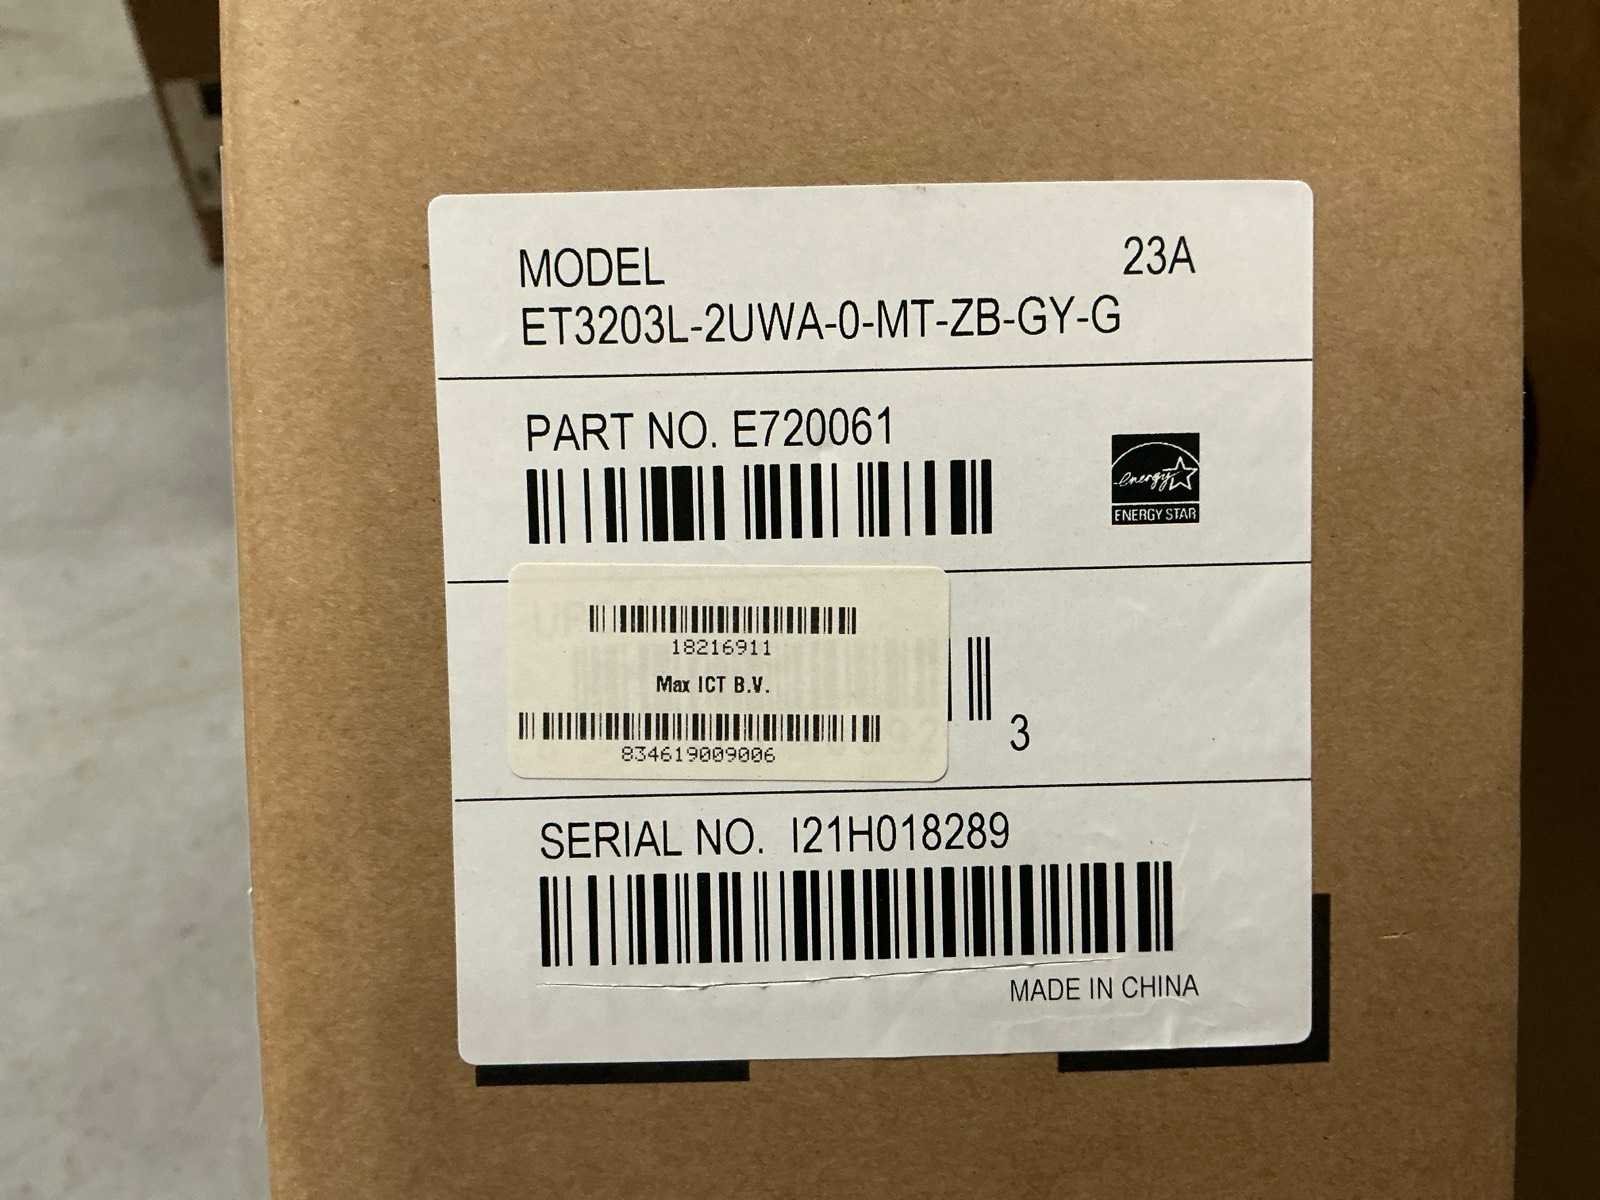 MODEL 23A
ET3203L-2UWA-0-MT-ZB-GY-G
PART NO. E720061
energy
ENERGY STAR
18216911
Max ICT B.V.
834619009006
3
SERIAL NO. I21H018289
MADE IN CHINA